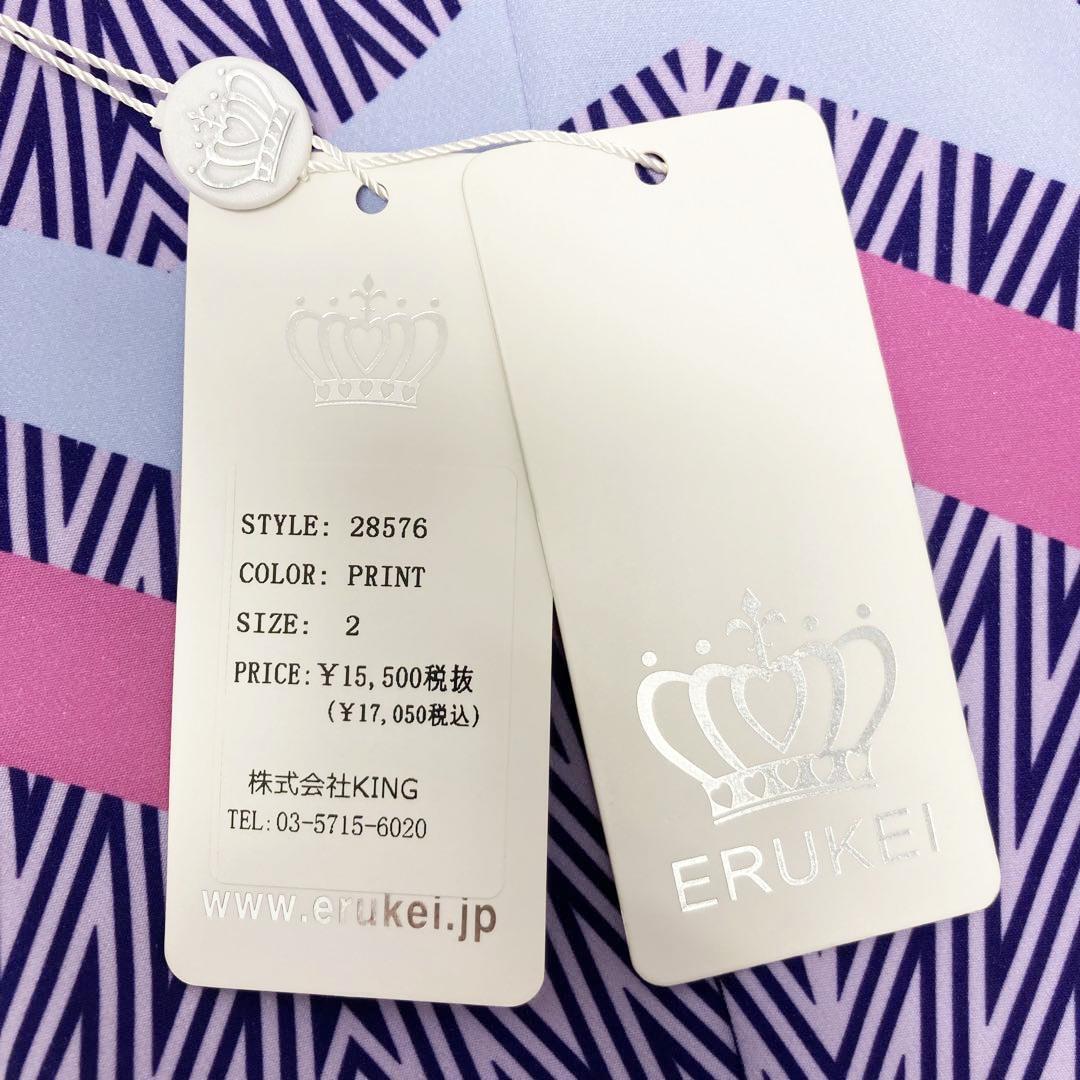 STYLE: 28576
COLOR: PRINT
SIZE: 2
PRICE:￥15,500税抜
(￥17,050税込)
株式会社KING
TEL:03-5715-6020
www.erukei.jp
ERUKEI